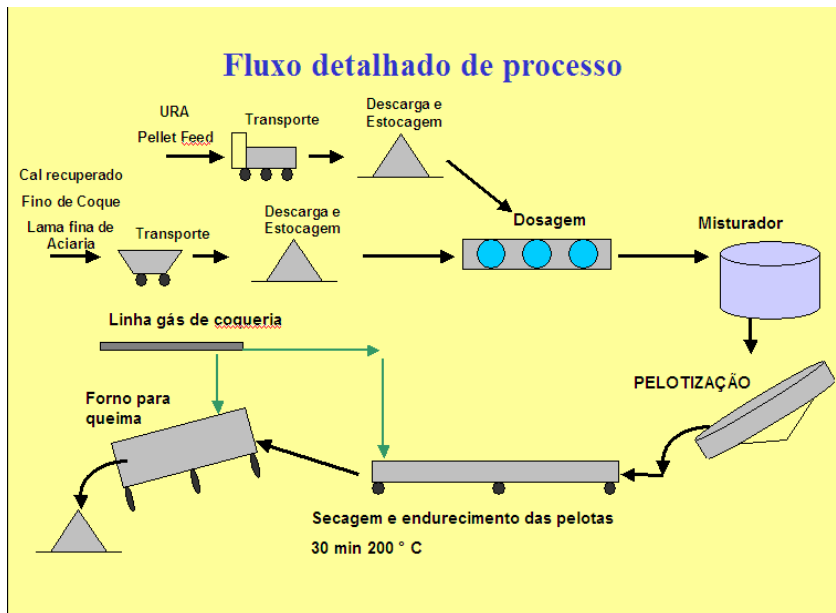 Fluxo detalhado de processo
URA
Pellet Feed
Transporte
Descarga e
Estocagem
Cal recuperado
Fino de Coque
Lama fina de
Aciaria
Transporte
Descarga e
Estocagem
Dosagem
Misturador
Linha gás de coqueria
PELOTIZAÇÃO
Forno para
queima
Secagem e endurecimento das pelotas
30 min 200 ° C